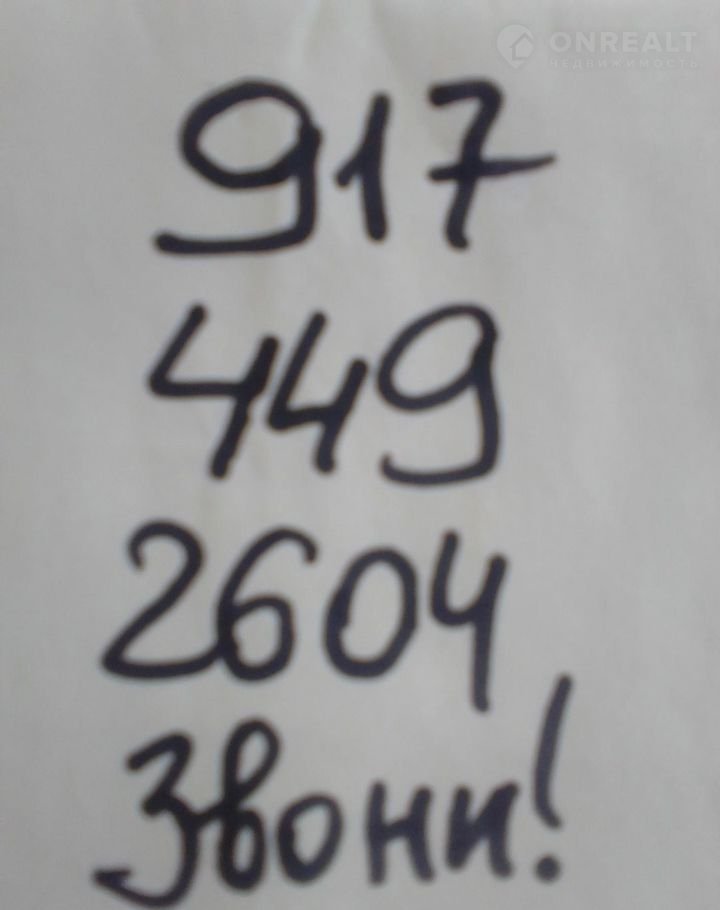 ONREALT
НЕДВИЖИМОСТЬ
917
449
2604
Звони!